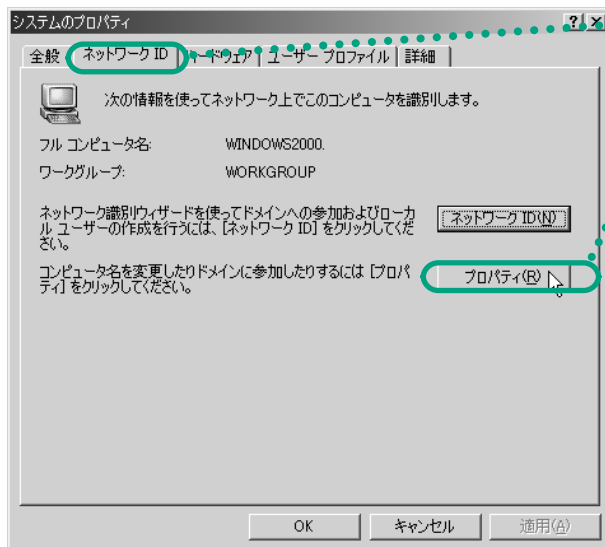 システムのプロパティ
全般 ネットワーク ID ハードウェア ユーザー プロファイル 詳細
次の情報を使ってネットワーク上でこのコンピュータを識別します。
フル コンピュータ名: WINDOWS2000.
ワークグループ: WORKGROUP
ネットワーク識別ウィザードを使ってドメインへの参加およびローカ
ル ユーザーの作成を行うには、[ネットワーク ID] をクリックしてくだ
さい。
ネットワーク ID(N)
コンピュータ名を変更したりドメインに参加したりするには [プロパ
ティ] をクリックしてください。
プロパティ(R)
OK キャンセル 適用(A)